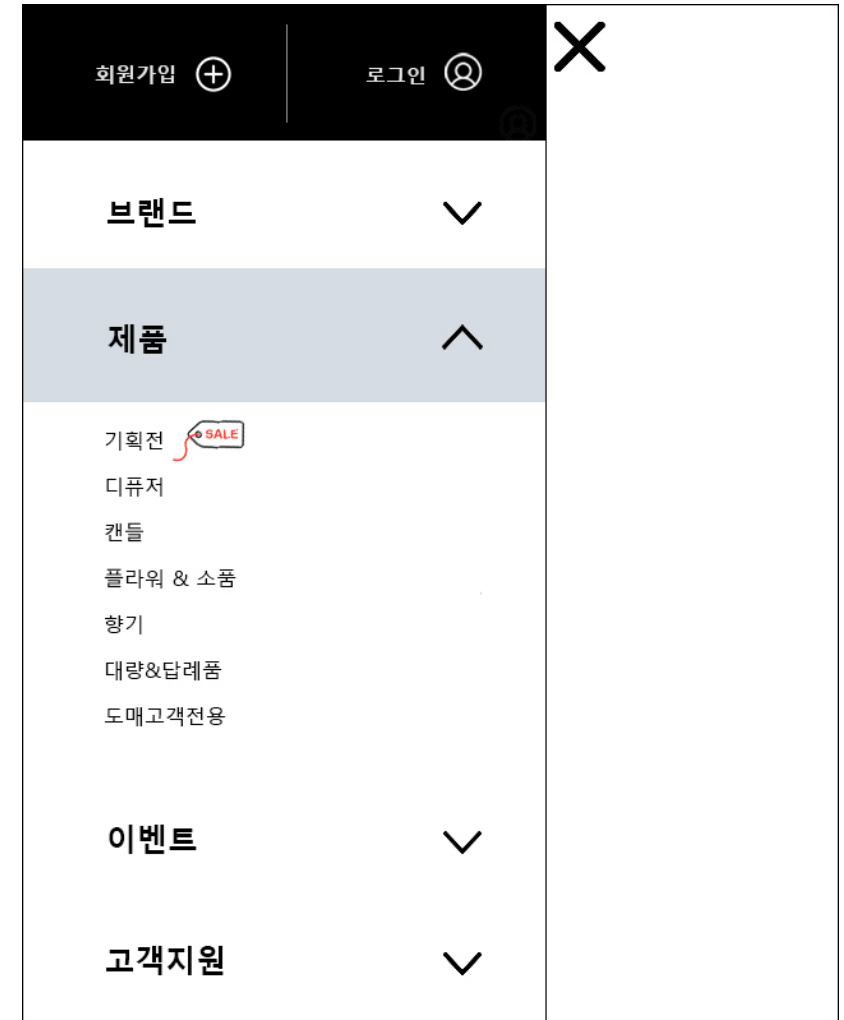 회원가입
로그인
브랜드
제품
기획전 SALE
디퓨저
캔들
플라워 & 소품
향기
대량&답례품
도매고객전용
이벤트
고객지원